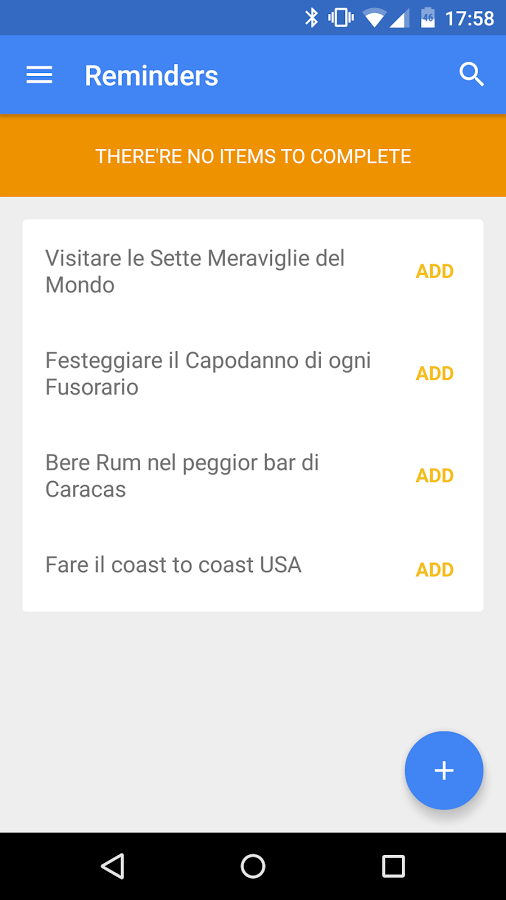 46 17:58
Reminders
THERE'RE NO ITEMS TO COMPLETE
Visitare le Sette Meraviglie del
Mondo
ADD
Festeggiare il Capodanno di ogni
Fusorario
ADD
Bere Rum nel peggior bar di
Caracas
ADD
Fare il coast to coast USA
ADD